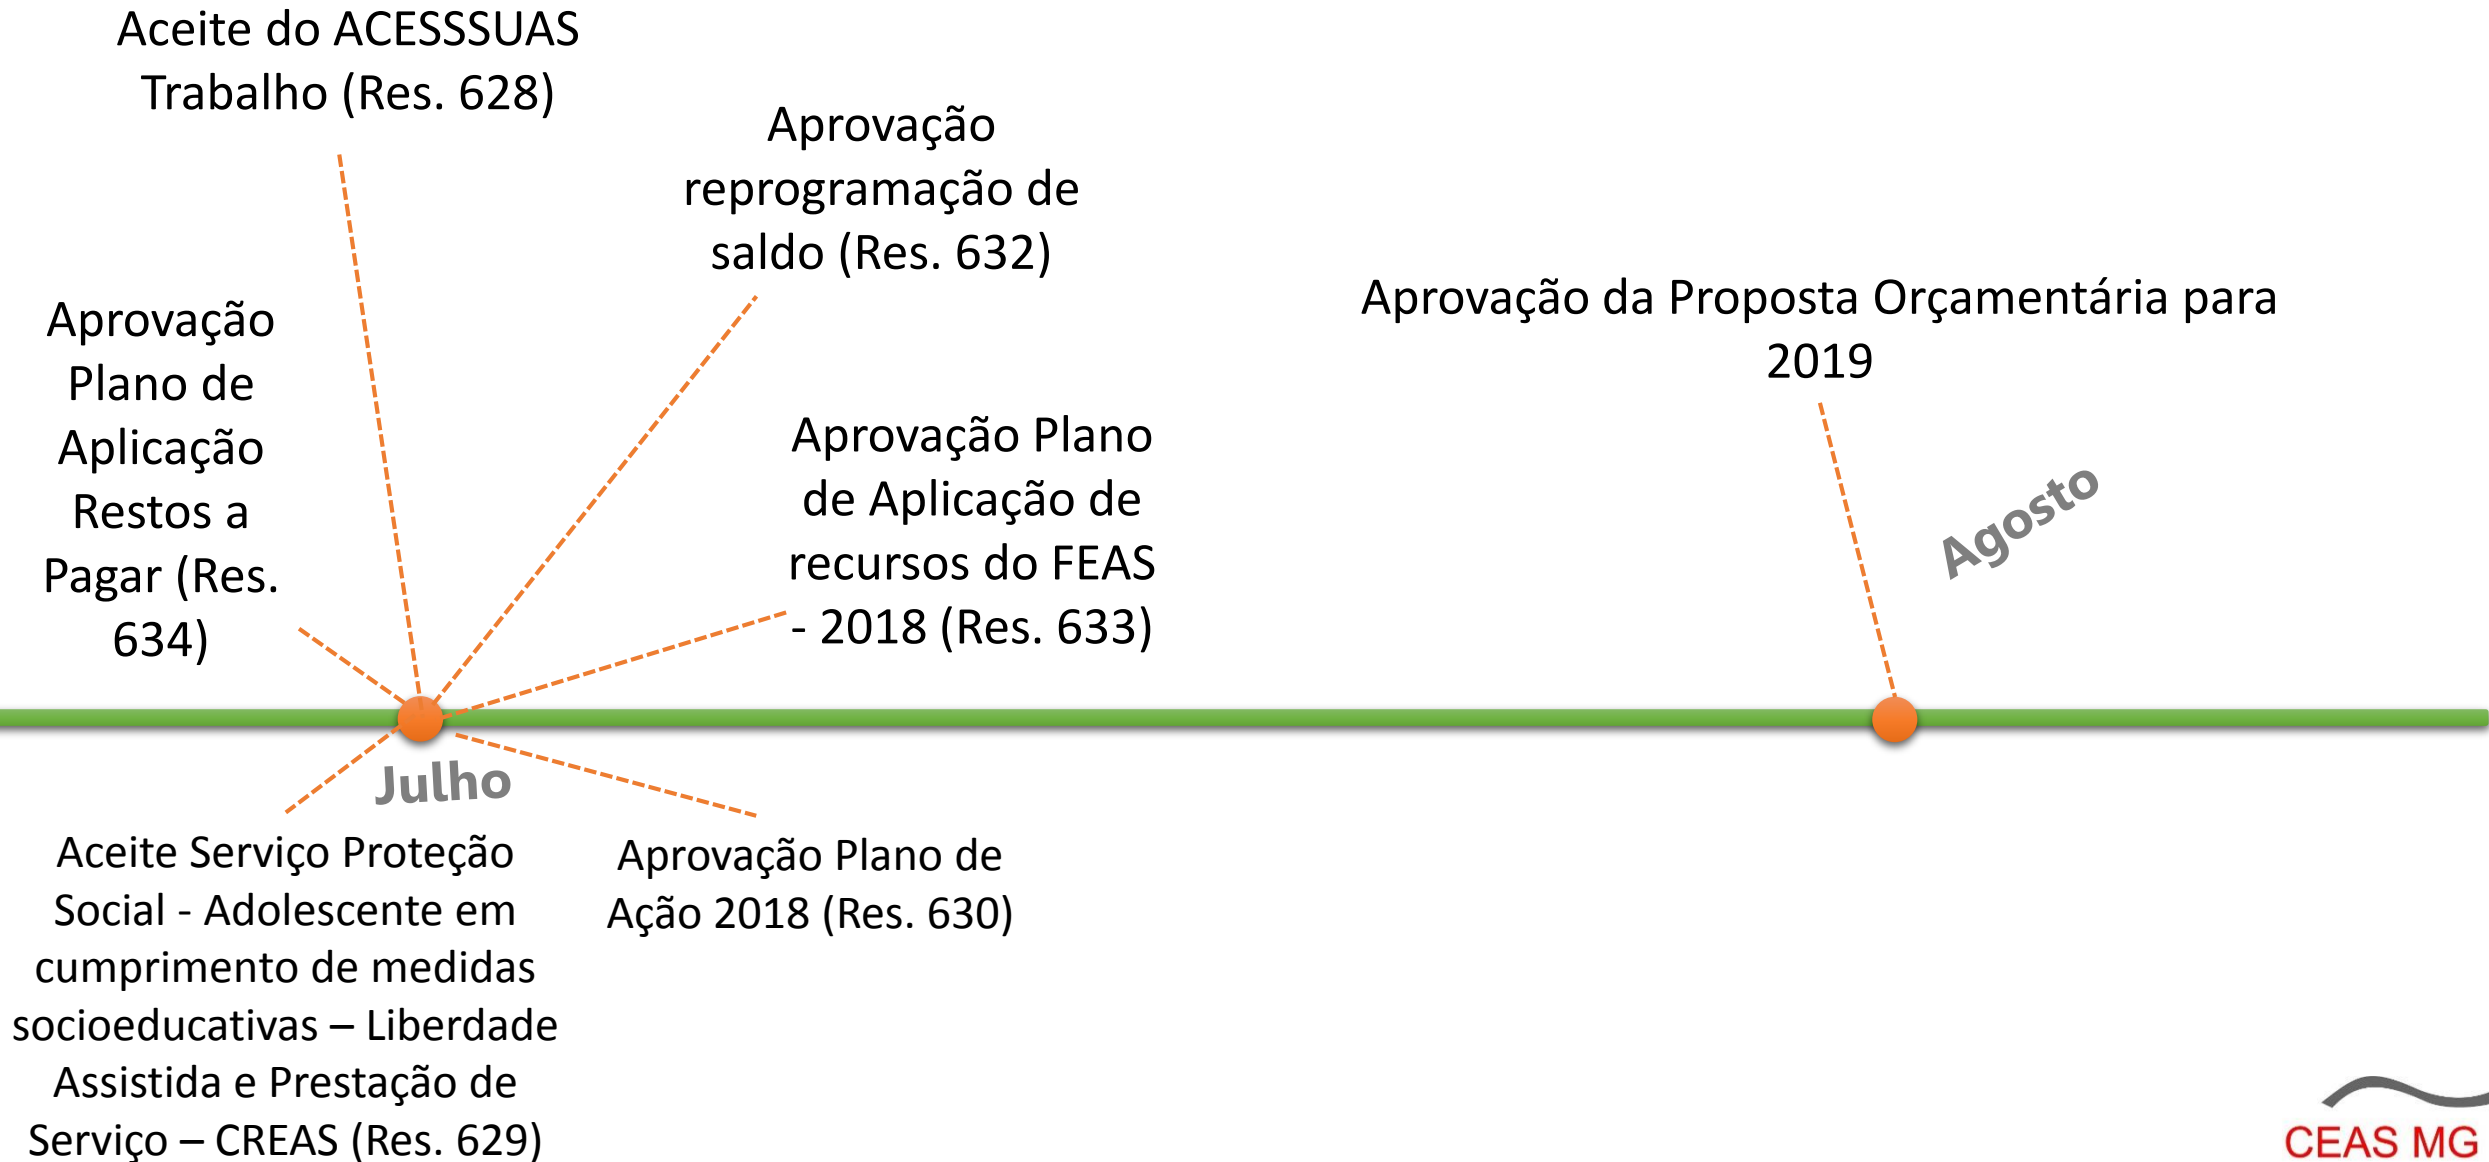 Aceite do ACESSSUAS
Trabalho (Res. 628)
Aprovação
reprogramação de
saldo (Res. 632)
Aprovação
Plano de
Aplicação
Restos a
Pagar (Res.
634)
Aprovação Plano
de Aplicação de
recursos do FEAS
- 2018 (Res. 633)
Aprovação da Proposta Orçamentária para
2019
Agosto
Julho
Aceite Serviço Proteção
Social - Adolescente em
cumprimento de medidas
socioeducativas – Liberdade
Assistida e Prestação de
Serviço – CREAS (Res. 629)
Aprovação Plano de
Ação 2018 (Res. 630)
CEAS MG